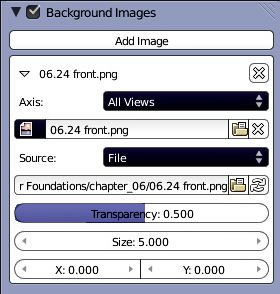 Background Images
Add Image
06.24 front.png
Axis: All Views
06.24 front.png
Source: File
r Foundations/chapter_06/06.24 front.png
Transparency: 0.500
Size: 5.000
X: 0.000 Y: 0.000